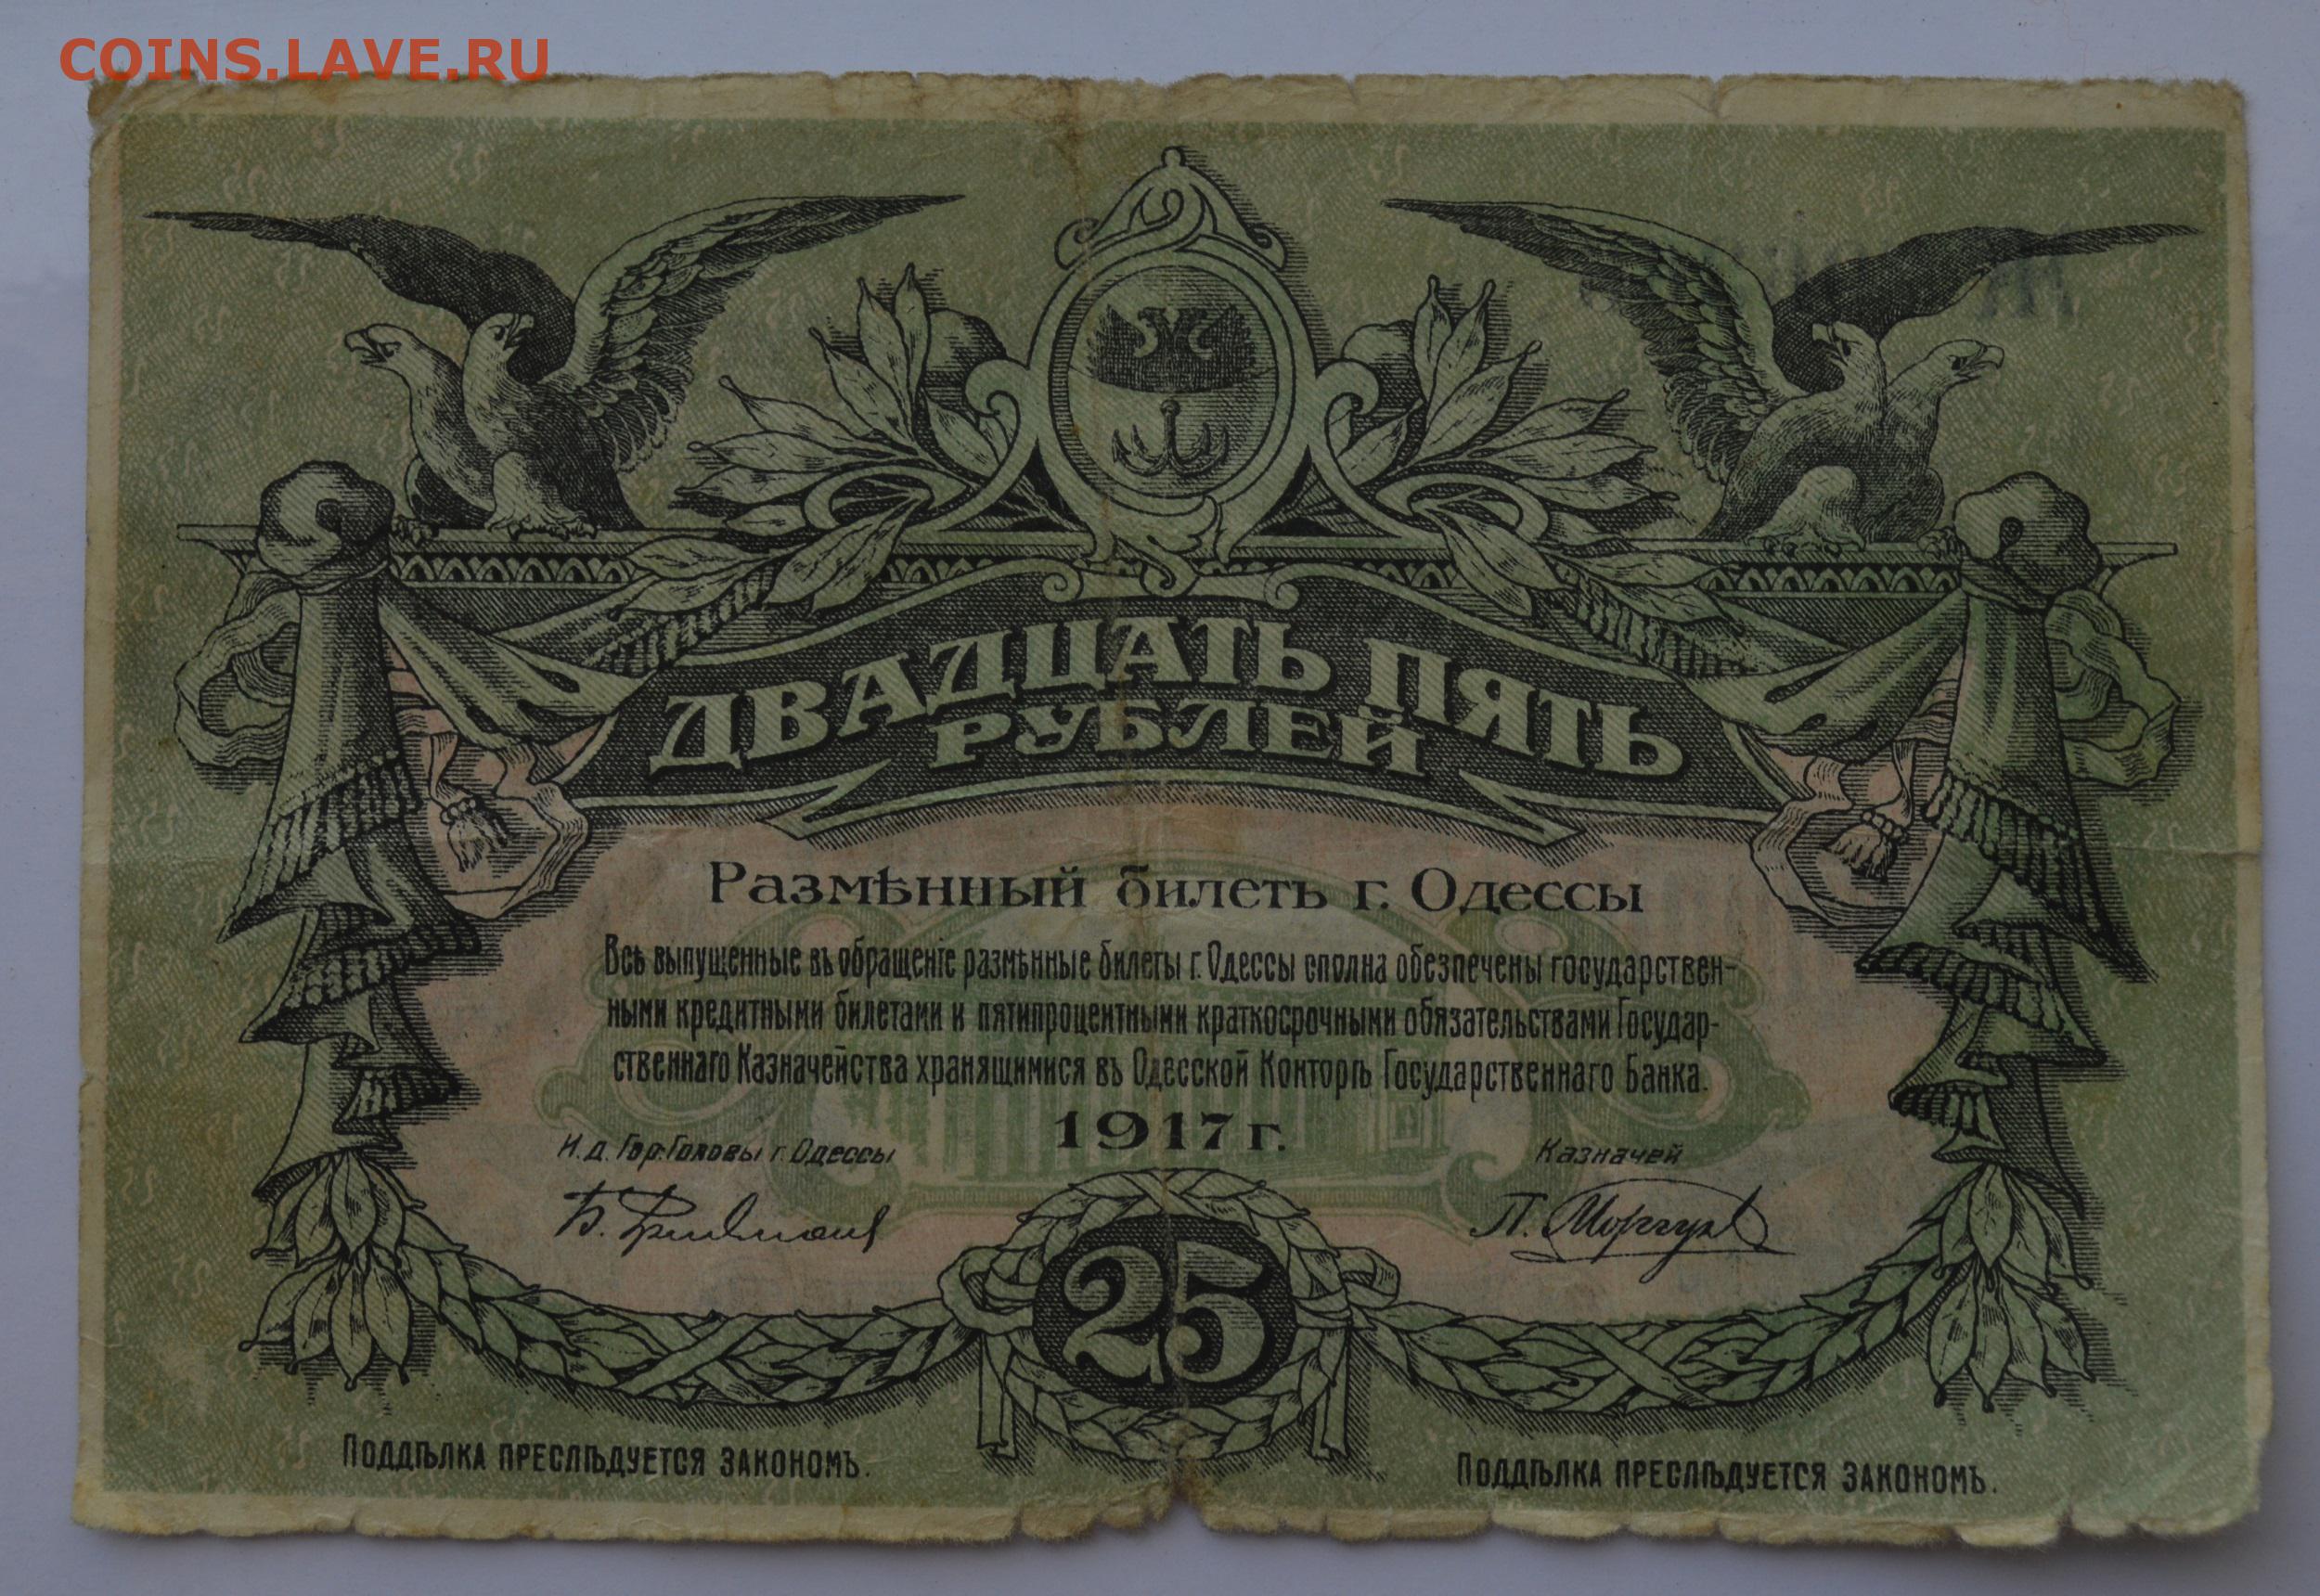 COINS.LAVE.RU
ДВАДЦАТЬ ПЯТЬ
РУБЛЕЙ
Размѣнный билетъ г. Одессы
Всѣ выпущенные въ обращеніе размѣнные билеты г. Одессы сполна обезпечены государствен-
ными кредитными билетами и пятипроцентными краткосрочными обязательствами Государ-
ственнаго Казначейства хранящимися въ Одесской Конторѣ Государственнаго Банка.
1917 г.
И. д. Гор. Головы г. Одессы
Казначей
25
Поддѣлка преслѣдуется закономъ.
Поддѣлка преслѣдуется закономъ.